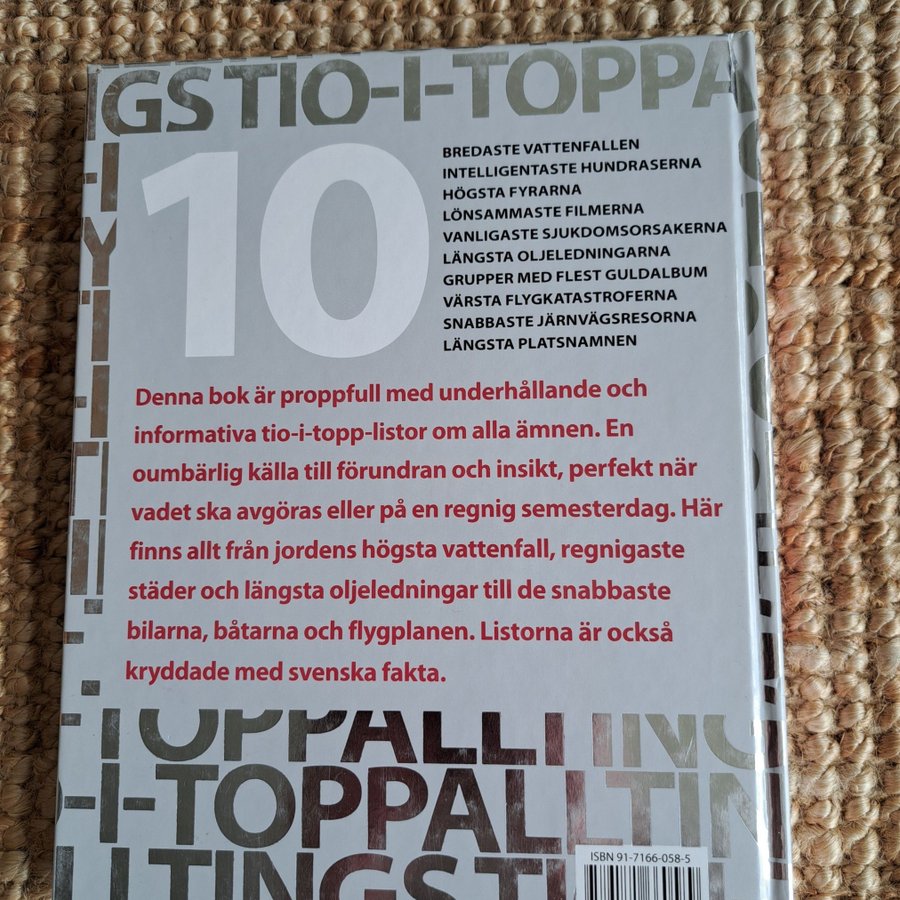 IGS TIO-I-TOPPA
10
BREDASTE VATTENFALLEN
INTELLIGENTASTE HUNDRASERNA
HÖGSTA FYRARNA
LÖNSAMMASTE FILMERNA
VANLIGASTE SJUKDOMSORSAKERNA
LÄNGSTA OLJELEDNINGARNA
GRUPPER MED FLEST GULDALBUM
VÄRSTA FLYGKATASTROFERNA
SNABBASTE JÄRNVÄGSRESORNA
LÄNGSTA PLATSNAMNEN
Denna bok är proppfull med underhållande och
informativa tio-i-topp-listor om alla ämnen. En
oumbärlig källa till förundran och insikt, perfekt när
vadet ska avgöras eller på en regnig semesterdag. Här
finns allt från jordens högsta vattenfall, regnigaste
städer och längsta oljeledningar till de snabbaste
bilarna, båtarna och flygplanen. Listorna är också
kryddade med svenska fakta.
-TOPPALLTING
-I-TOPPALLTING
LLTINGSTI
ISBN 91-7166-058-5